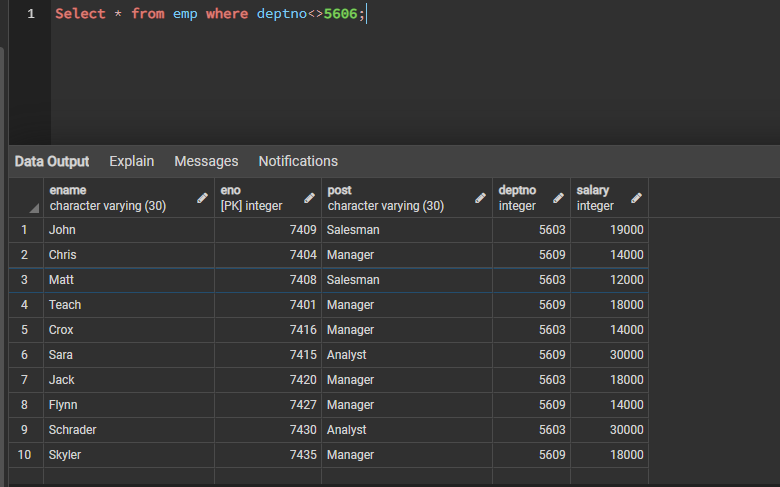 1 Select * from emp where deptno<>5606;
Data Output Explain Messages Notifications
ename eno post deptno salary
character varying (30) [PK] integer character varying (30) integer integer
1 John 7409 Salesman 5603 19000
2 Chris 7404 Manager 5609 14000
3 Matt 7408 Salesman 5603 12000
4 Teach 7401 Manager 5609 18000
5 Crox 7416 Manager 5603 14000
6 Sara 7415 Analyst 5609 30000
7 Jack 7420 Manager 5603 18000
8 Flynn 7427 Manager 5609 14000
9 Schrader 7430 Analyst 5603 30000
10 Skyler 7435 Manager 5609 18000